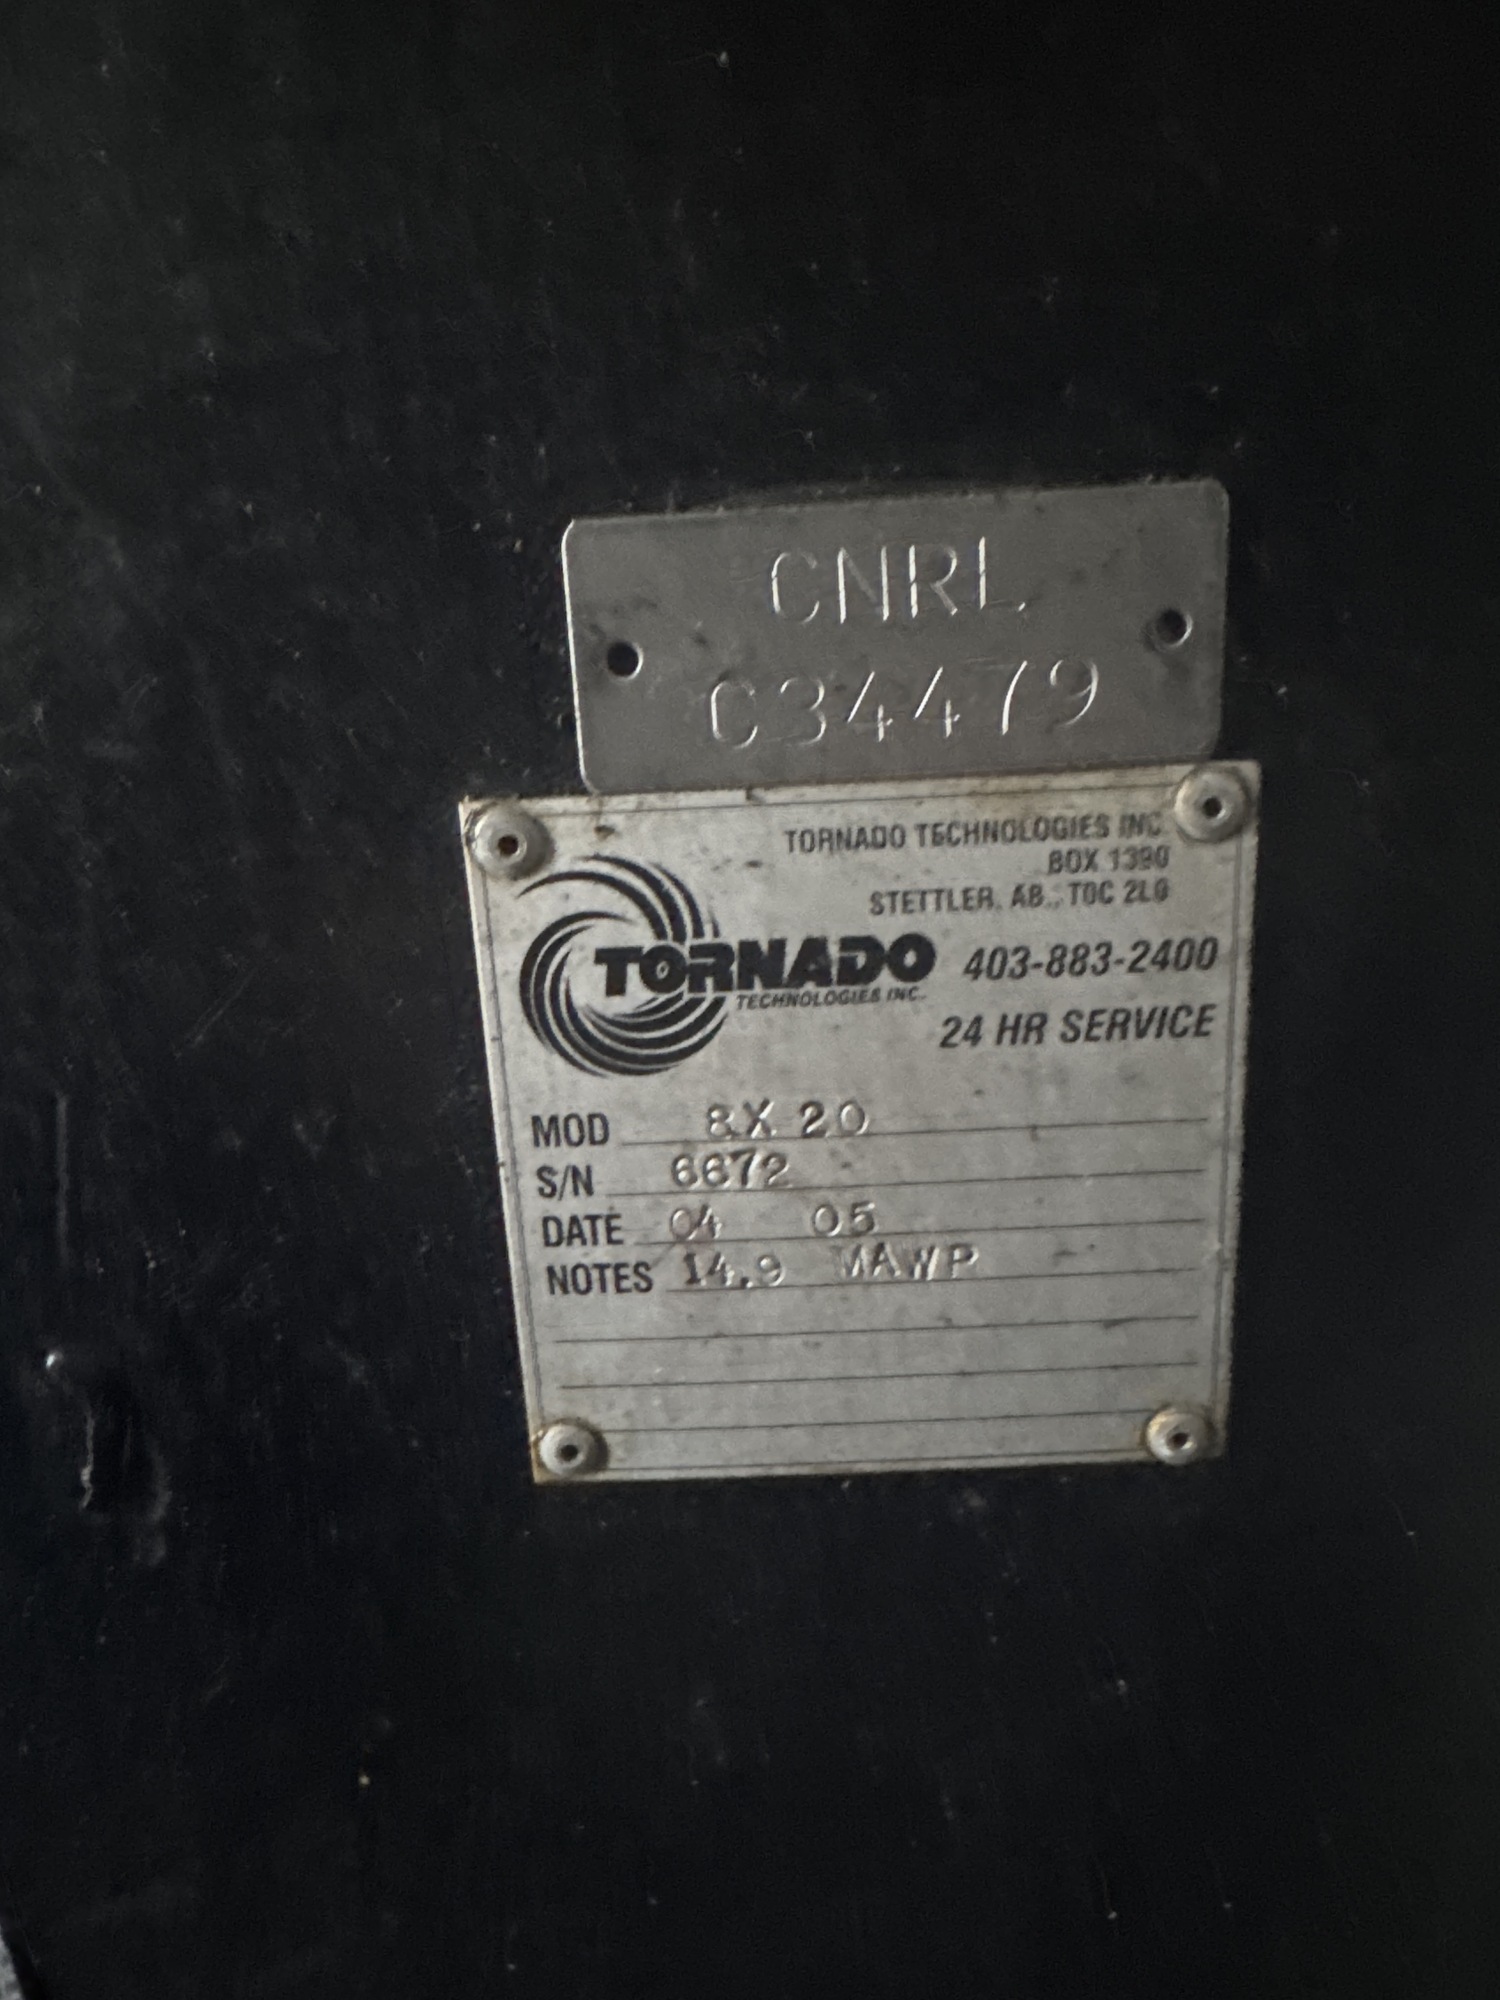 CNRL
C34479
TORNADO TECHNOLOGIES INC.
BOX 1390
STETTLER, AB., T0C 2L0
TORNADO
TECHNOLOGIES INC.
403-883-2400
24 HR SERVICE
MOD 8X 20
S/N 6672
DATE 04 05
NOTES 14.9 MAWP